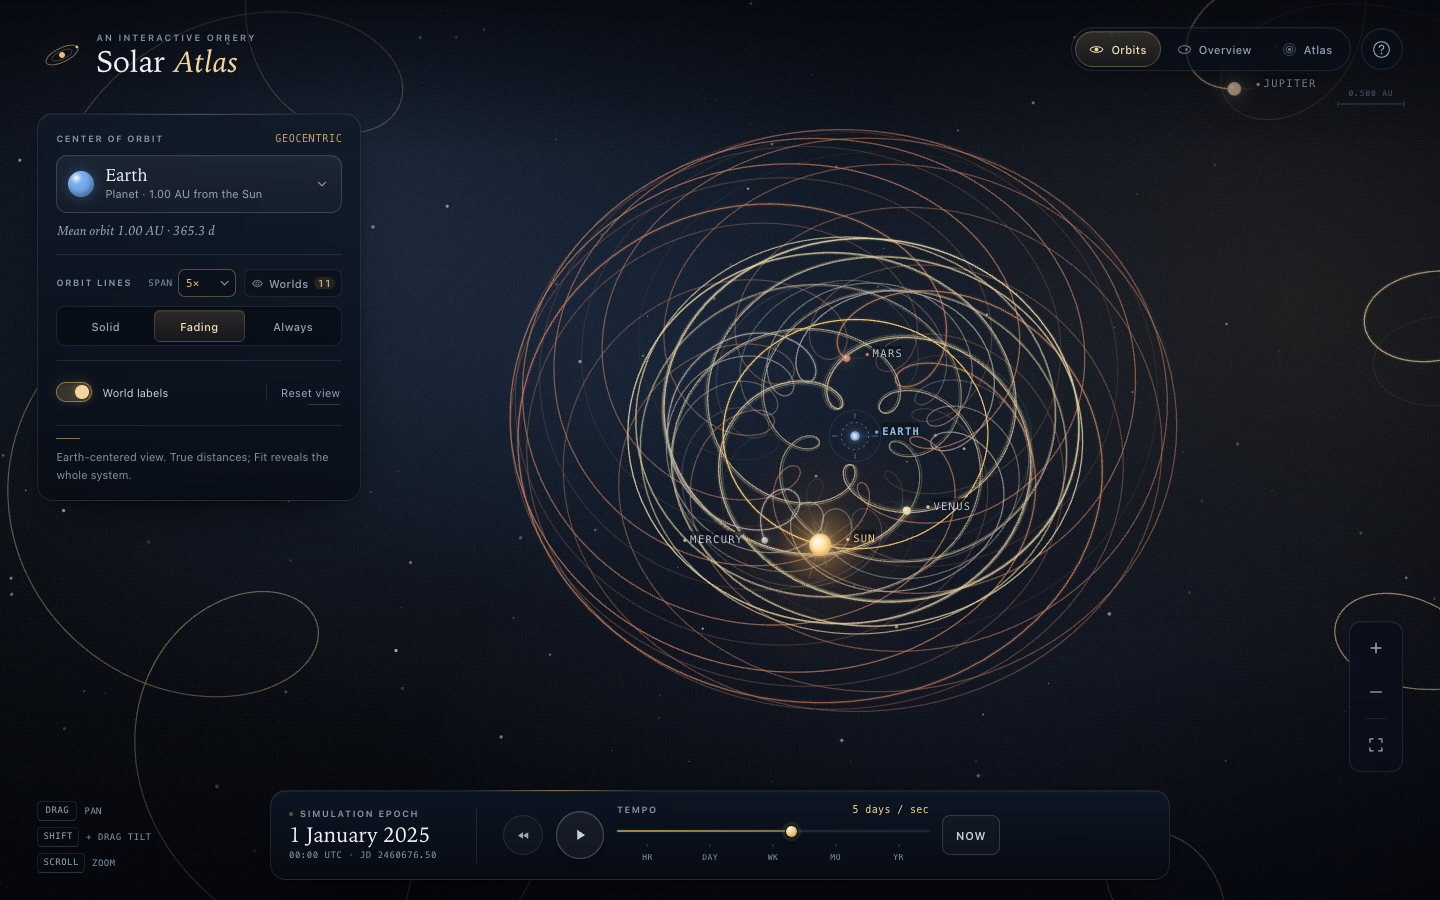 AN INTERACTIVE ORRERY
Solar Atlas
Orbits
Overview
Atlas
?
JUPITER
0.500 AU
CENTER OF ORBIT
GEOCENTRIC
Earth
Planet · 1.00 AU from the Sun
Mean orbit 1.00 AU · 365.3 d
ORBIT LINES
SPAN
5×
Worlds 11
Solid
Fading
Always
World labels
Reset view
Earth-centered view. True distances; Fit reveals the
whole system.
MARS
EARTH
VENUS
MERCURY
SUN
DRAG PAN
SHIFT + DRAG TILT
SCROLL ZOOM
SIMULATION EPOCH
1 January 2025
00:00 UTC · JD 2460676.50
TEMPO
5 days / sec
HR
DAY
WK
MO
YR
NOW